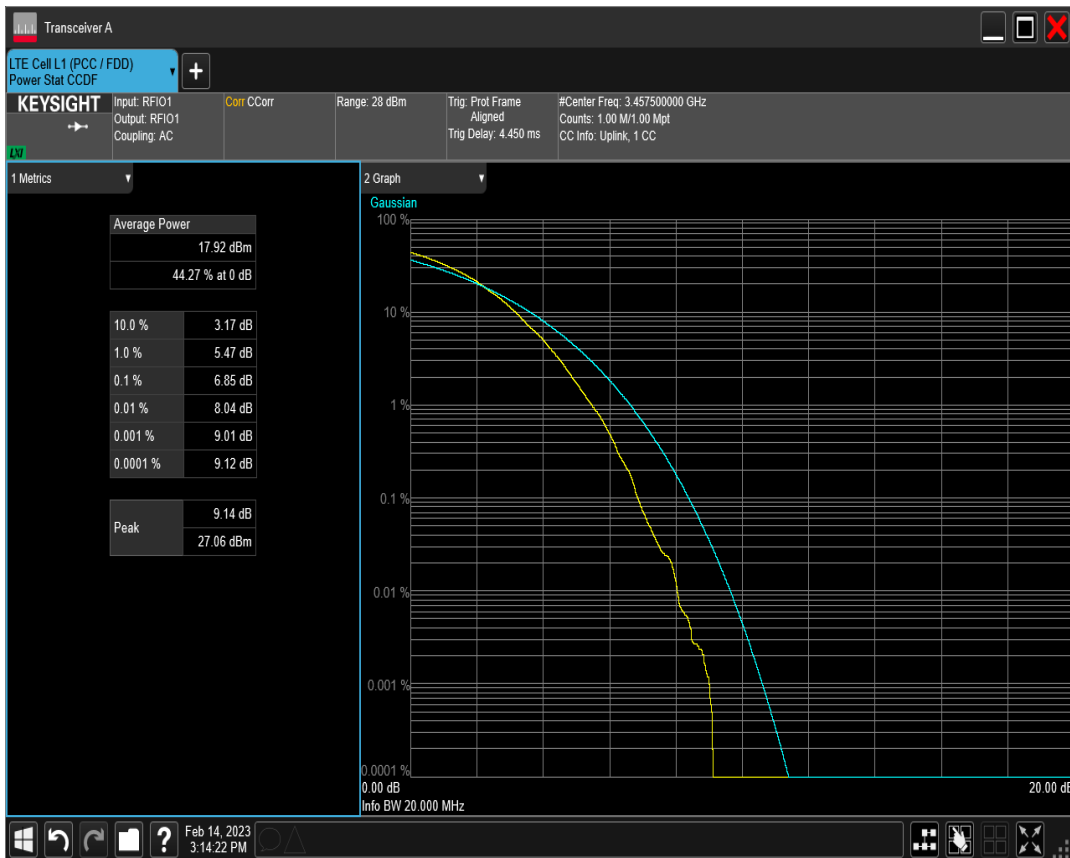 Transceiver A
LTE Cell L1 (PCC / FDD)
Power Stat CCDF
+
KEYSIGHT
LXI
Input: RFIO1
Output: RFIO1
Coupling: AC
Corr CCorr
Range: 28 dBm
Trig: Prot Frame
Aligned
Trig Delay: 4.450 ms
#Center Freq: 3.457500000 GHz
Counts: 1.00 M/1.00 Mpt
CC Info: Uplink, 1 CC
1 Metrics
Average Power
17.92 dBm
44.27 % at 0 dB
10.0 % 3.17 dB
1.0 % 5.47 dB
0.1 % 6.85 dB
0.01 % 8.04 dB
0.001 % 9.01 dB
0.0001 % 9.12 dB
Peak
9.14 dB
27.06 dBm
2 Graph
Gaussian
100 %
10 %
1 %
0.1 %
0.01 %
0.001 %
0.0001 %
0.00 dB 20.00 dB
Info BW 20.000 MHz
?
Feb 14, 2023
3:14:22 PM